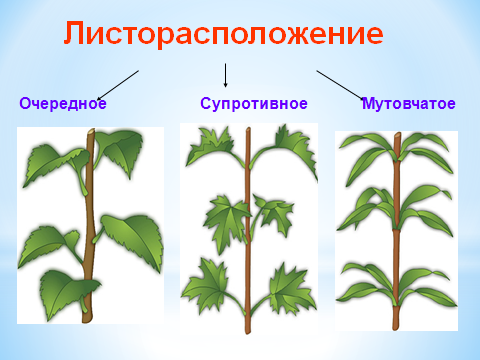 Листорасположение
Очередное Супротивное Мутовчатое